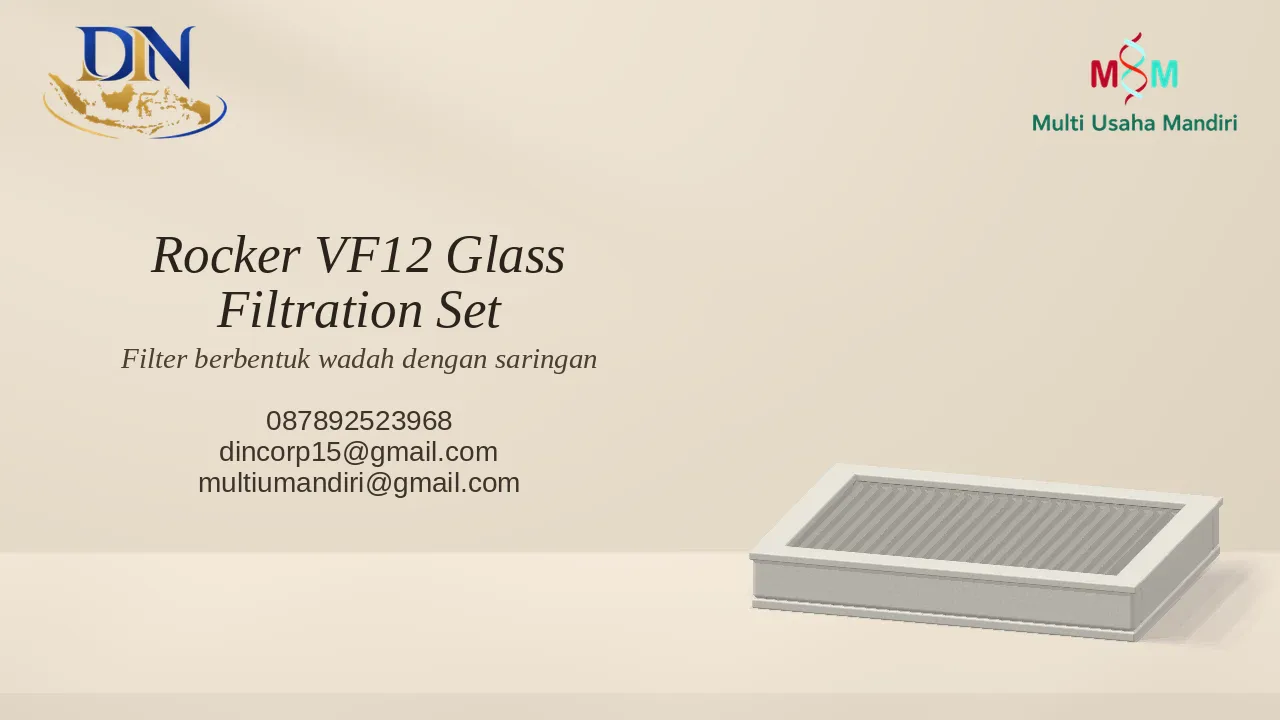 DIN
M M
Multi Usaha Mandiri
Rocker VF12 Glass
Filtration Set
Filter berbentuk wadah dengan saringan
087892523968
dincorp15@gmail.com
multiumandiri@gmail.com